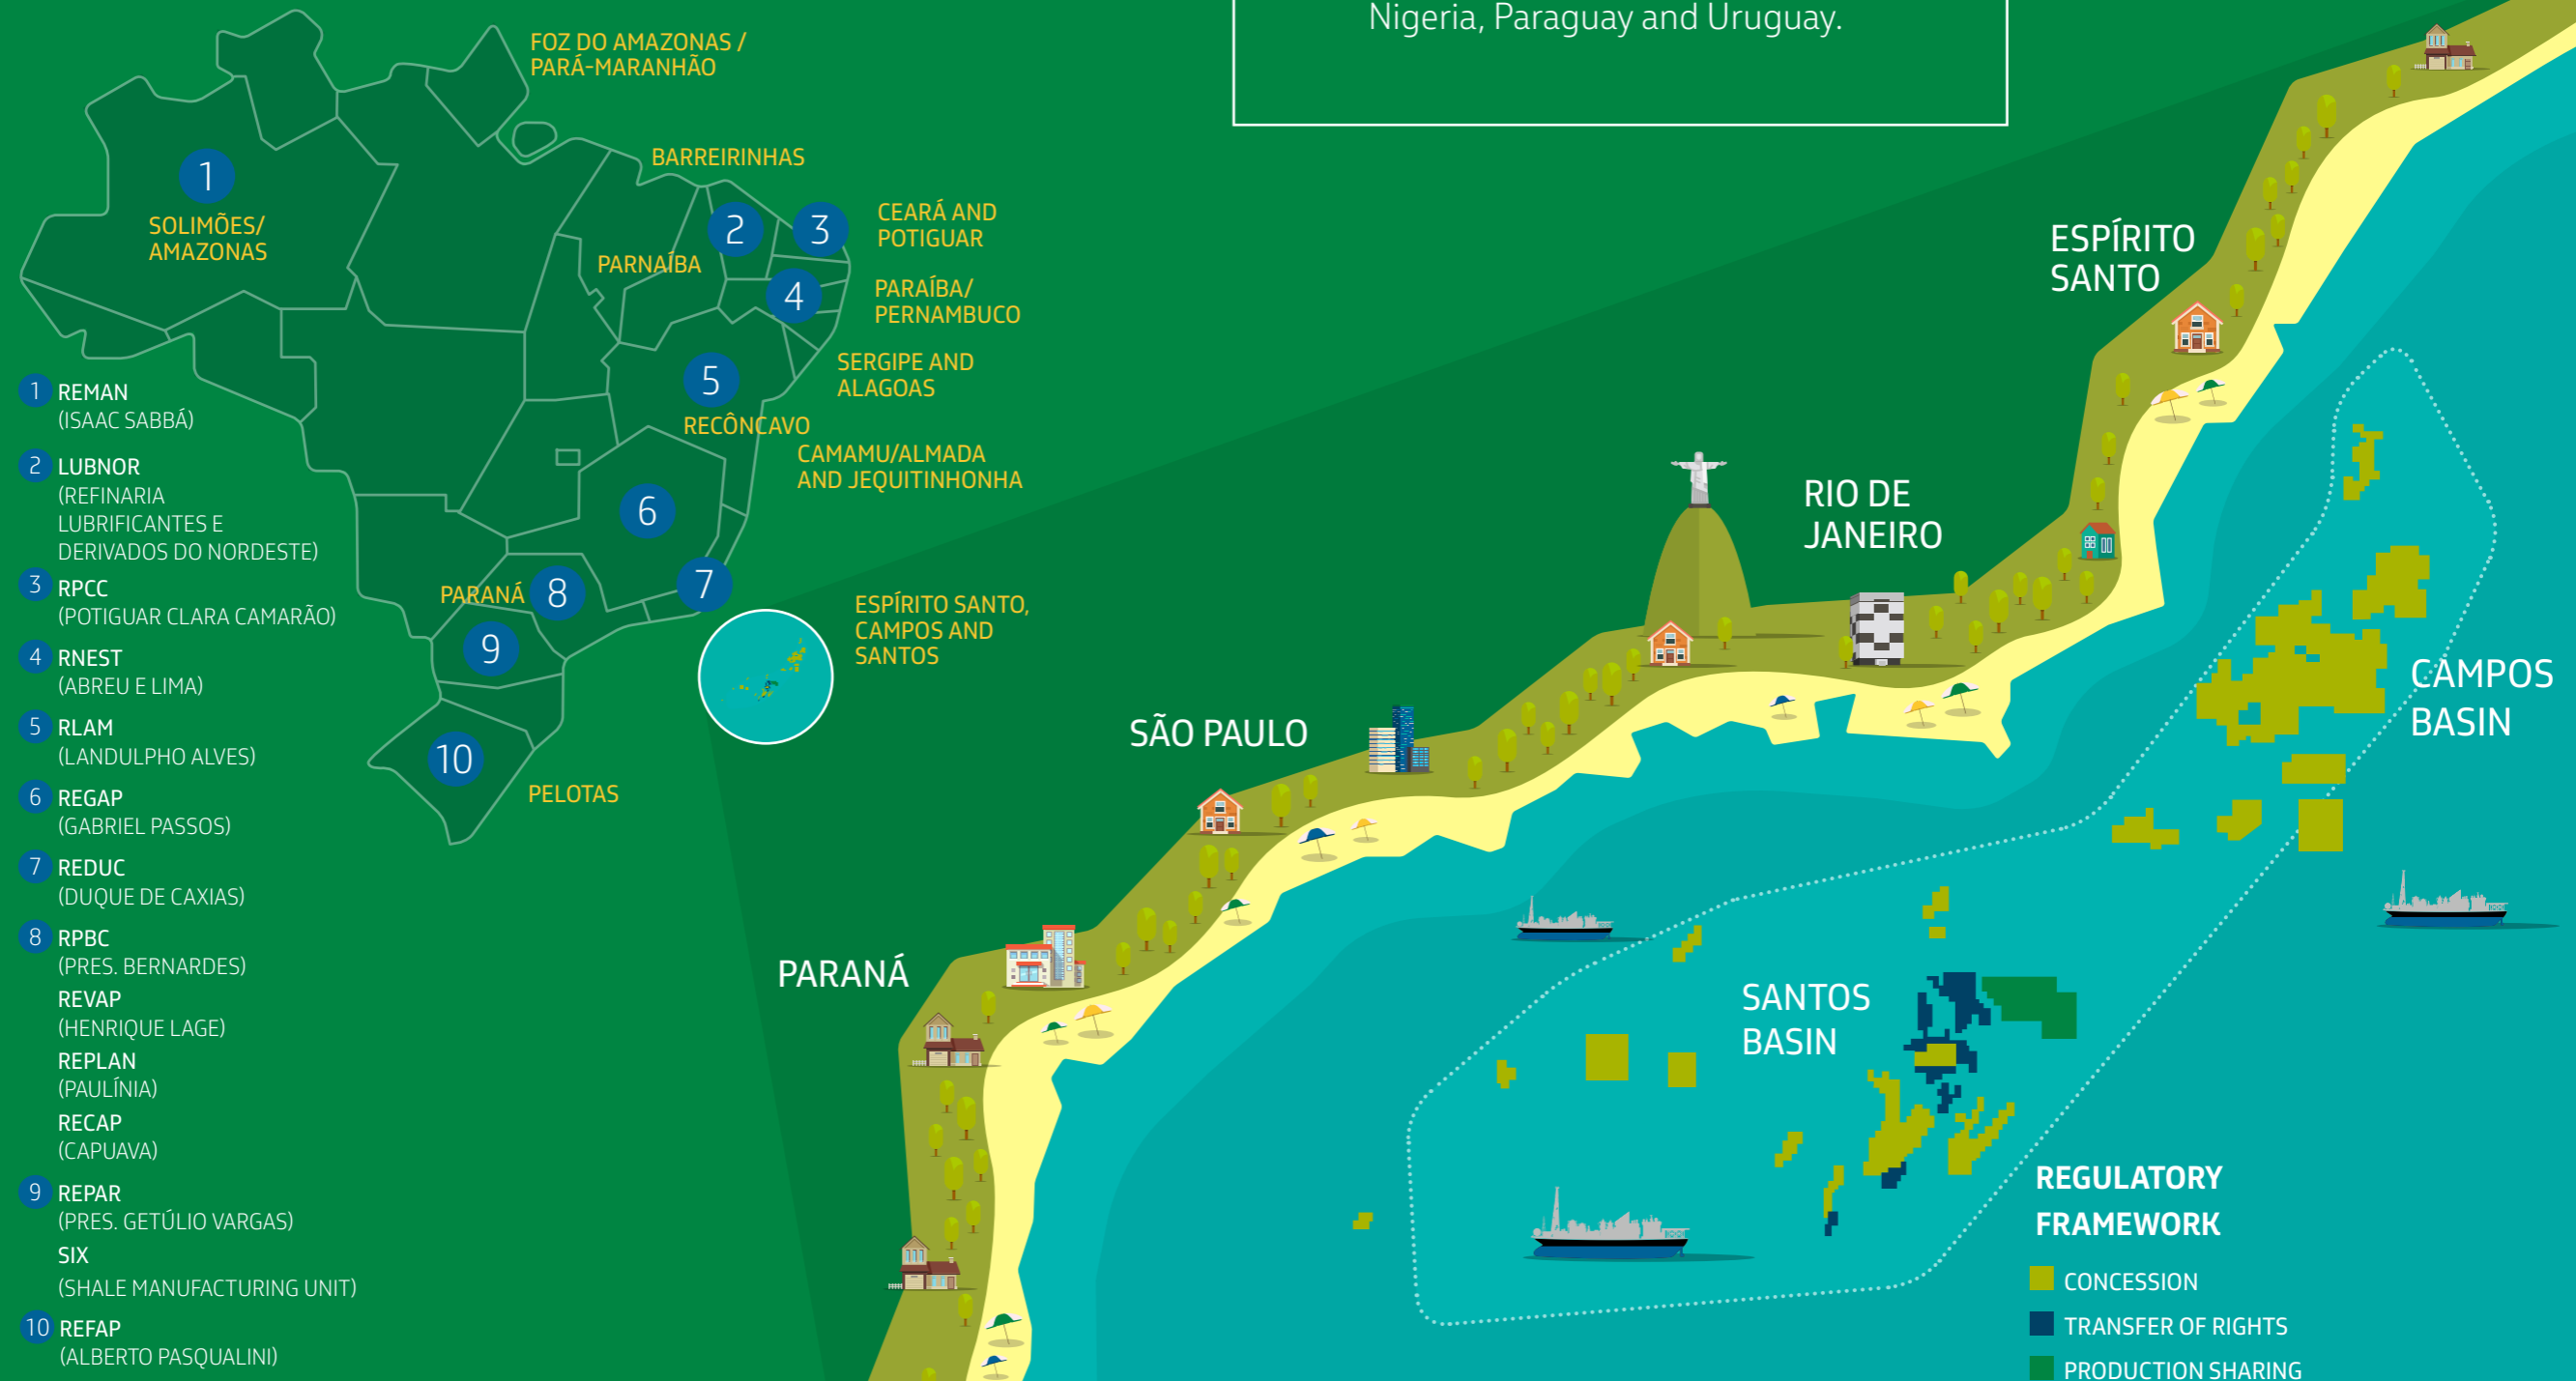 Nigeria, Paraguay and Uruguay.
FOZ DO AMAZONAS /
PARÁ-MARANHÃO
BARREIRINHAS
1
SOLIMÕES/
AMAZONAS
2
3
CEARÁ AND
POTIGUAR
PARNAÍBA
4
PARAÍBA/
PERNAMBUCO
5
SERGIPE AND
ALAGOAS
RECÔNCAVO
CAMAMU/ALMADA
AND JEQUITINHONHA
6
7
PARANÁ
8
ESPÍRITO SANTO,
CAMPOS AND
SANTOS
9
10
PELOTAS
1 REMAN
(ISAAC SABBÁ)
2 LUBNOR
(REFINARIA
LUBRIFICANTES E
DERIVADOS DO NORDESTE)
3 RPCC
(POTIGUAR CLARA CAMARÃO)
4 RNEST
(ABREU E LIMA)
5 RLAM
(LANDULPHO ALVES)
6 REGAP
(GABRIEL PASSOS)
7 REDUC
(DUQUE DE CAXIAS)
8 RPBC
(PRES. BERNARDES)
REVAP
(HENRIQUE LAGE)
REPLAN
(PAULÍNIA)
RECAP
(CAPUAVA)
9 REPAR
(PRES. GETÚLIO VARGAS)
SIX
(SHALE MANUFACTURING UNIT)
10 REFAP
(ALBERTO PASQUALINI)
ESPÍRITO
SANTO
RIO DE
JANEIRO
SÃO PAULO
PARANÁ
CAMPOS
BASIN
SANTOS
BASIN
REGULATORY
FRAMEWORK
CONCESSION
TRANSFER OF RIGHTS
PRODUCTION SHARING